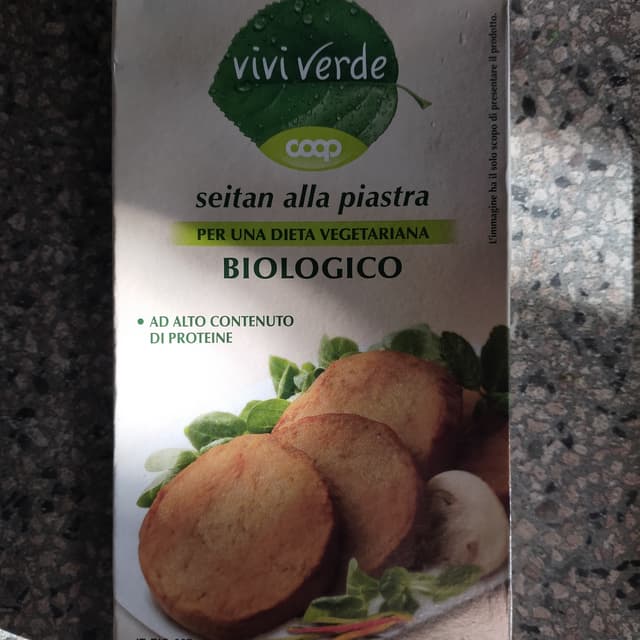 vivi verde
coop
seitan alla piastra
PER UNA DIETA VEGETARIANA
BIOLOGICO
• AD ALTO CONTENUTO
DI PROTEINE
L'immagine ha il solo scopo di presentare il prodotto.